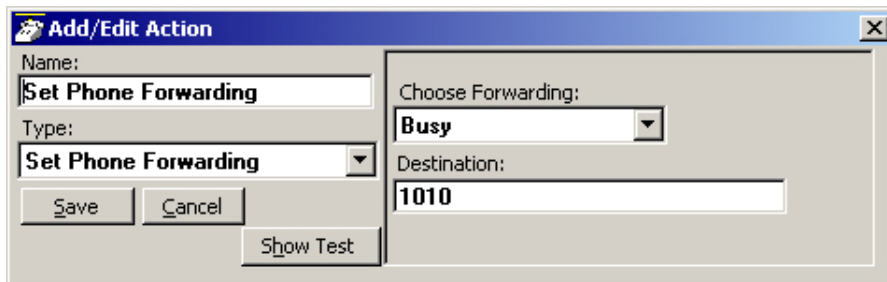 Add/Edit Action
Name:
Set Phone Forwarding
Type:
Set Phone Forwarding
Save Cancel
Show Test
Choose Forwarding:
Busy
Destination:
1010